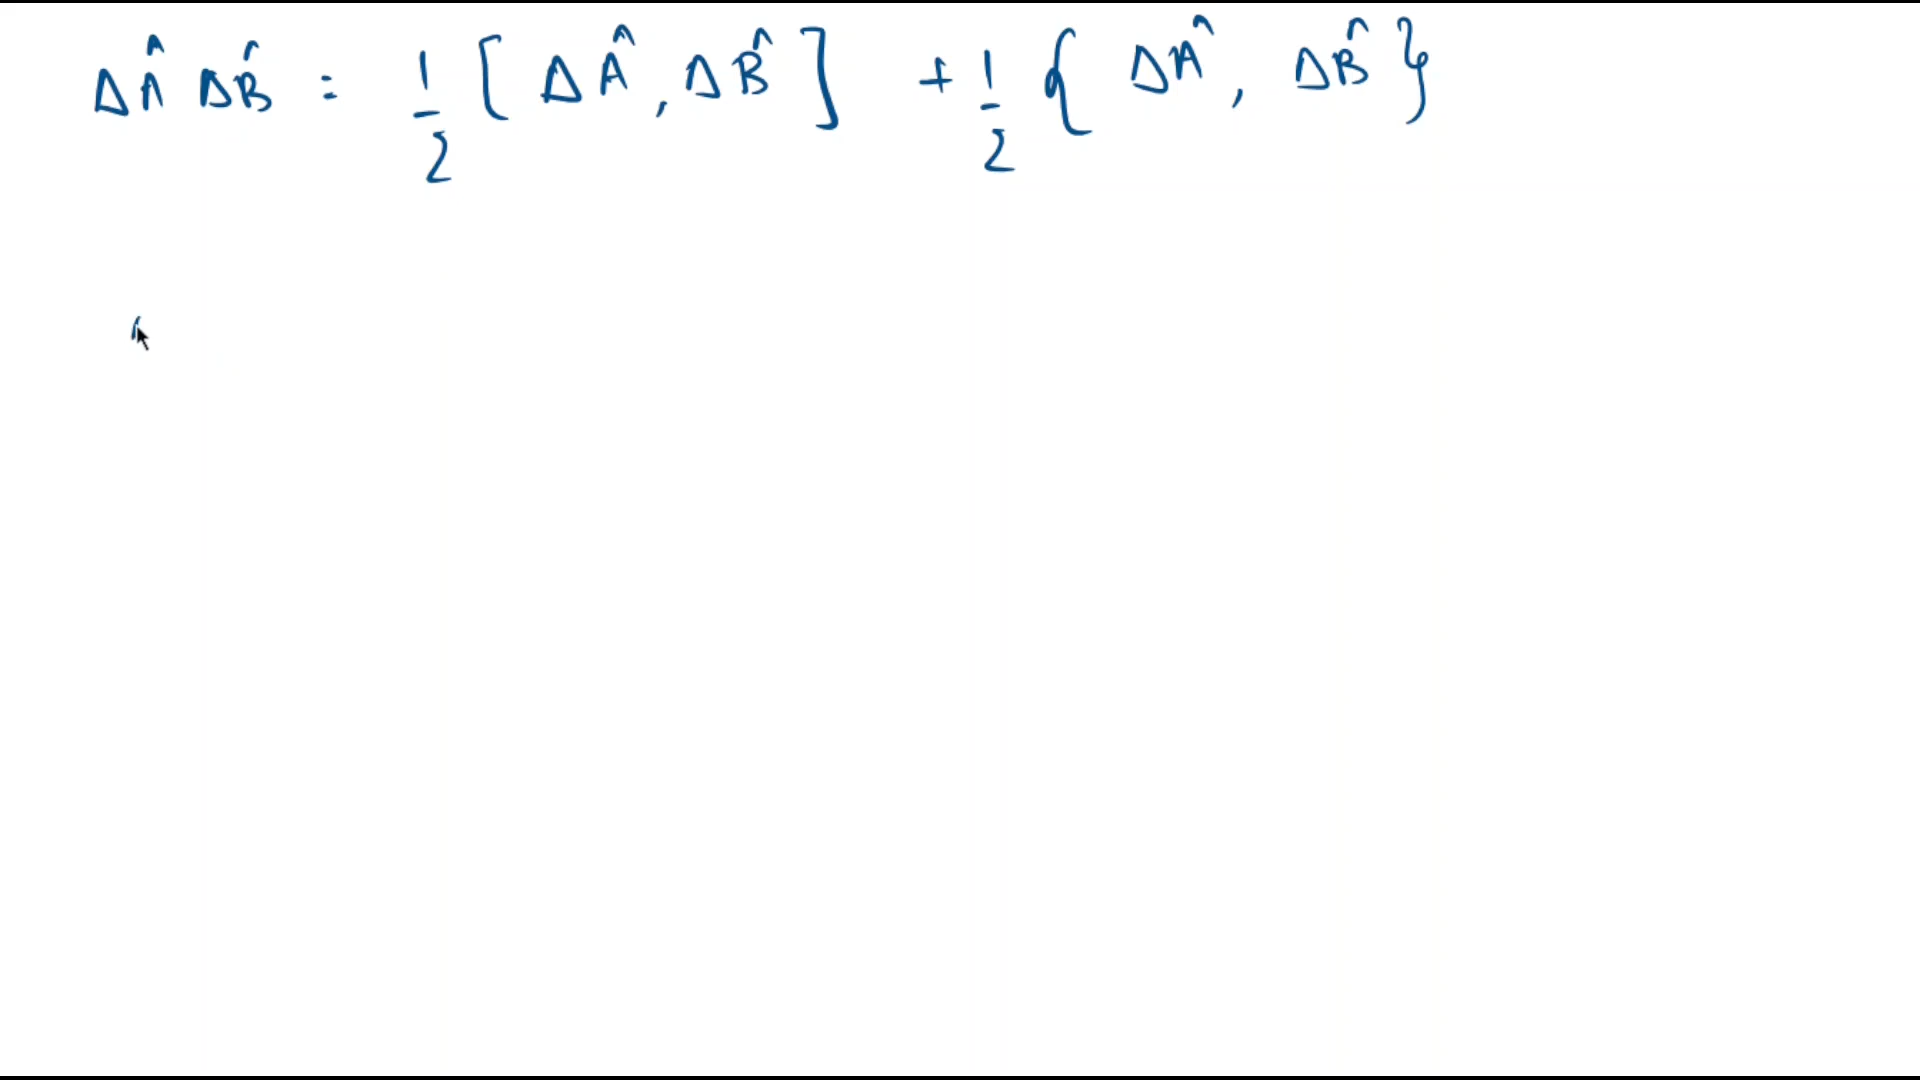 ΔÂ ΔB̂ = 1/2 [ ΔÂ , ΔB̂ ] + 1/2 { ΔÂ , ΔB̂ }